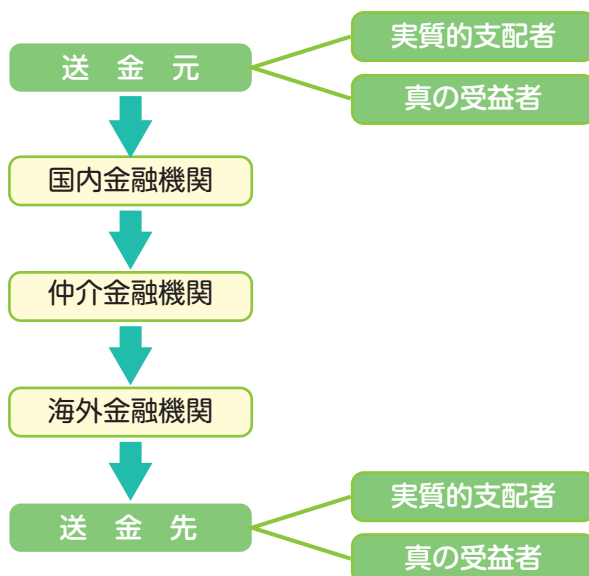 実質的支配者
送金元
真の受益者
国内金融機関
仲介金融機関
海外金融機関
実質的支配者
送金先
真の受益者